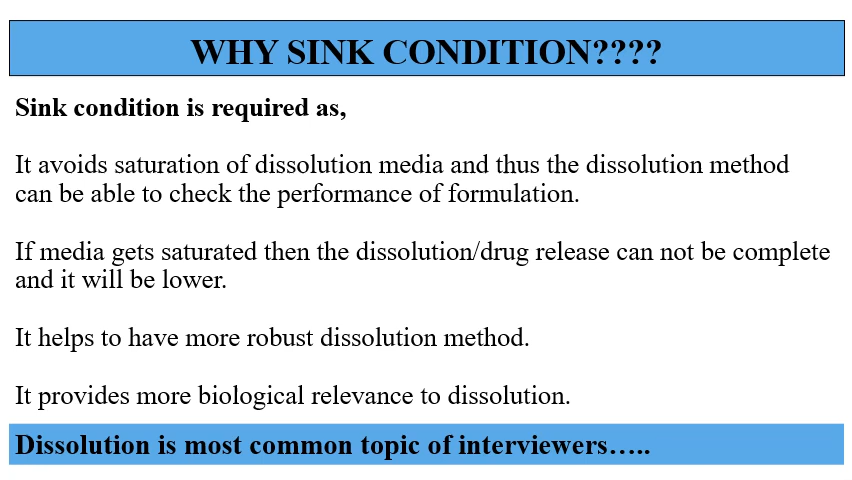 WHY SINK CONDITION????
Sink condition is required as,
It avoids saturation of dissolution media and thus the dissolution method
can be able to check the performance of formulation.
If media gets saturated then the dissolution/drug release can not be complete
and it will be lower.
It helps to have more robust dissolution method.
It provides more biological relevance to dissolution.
Dissolution is most common topic of interviewers…..